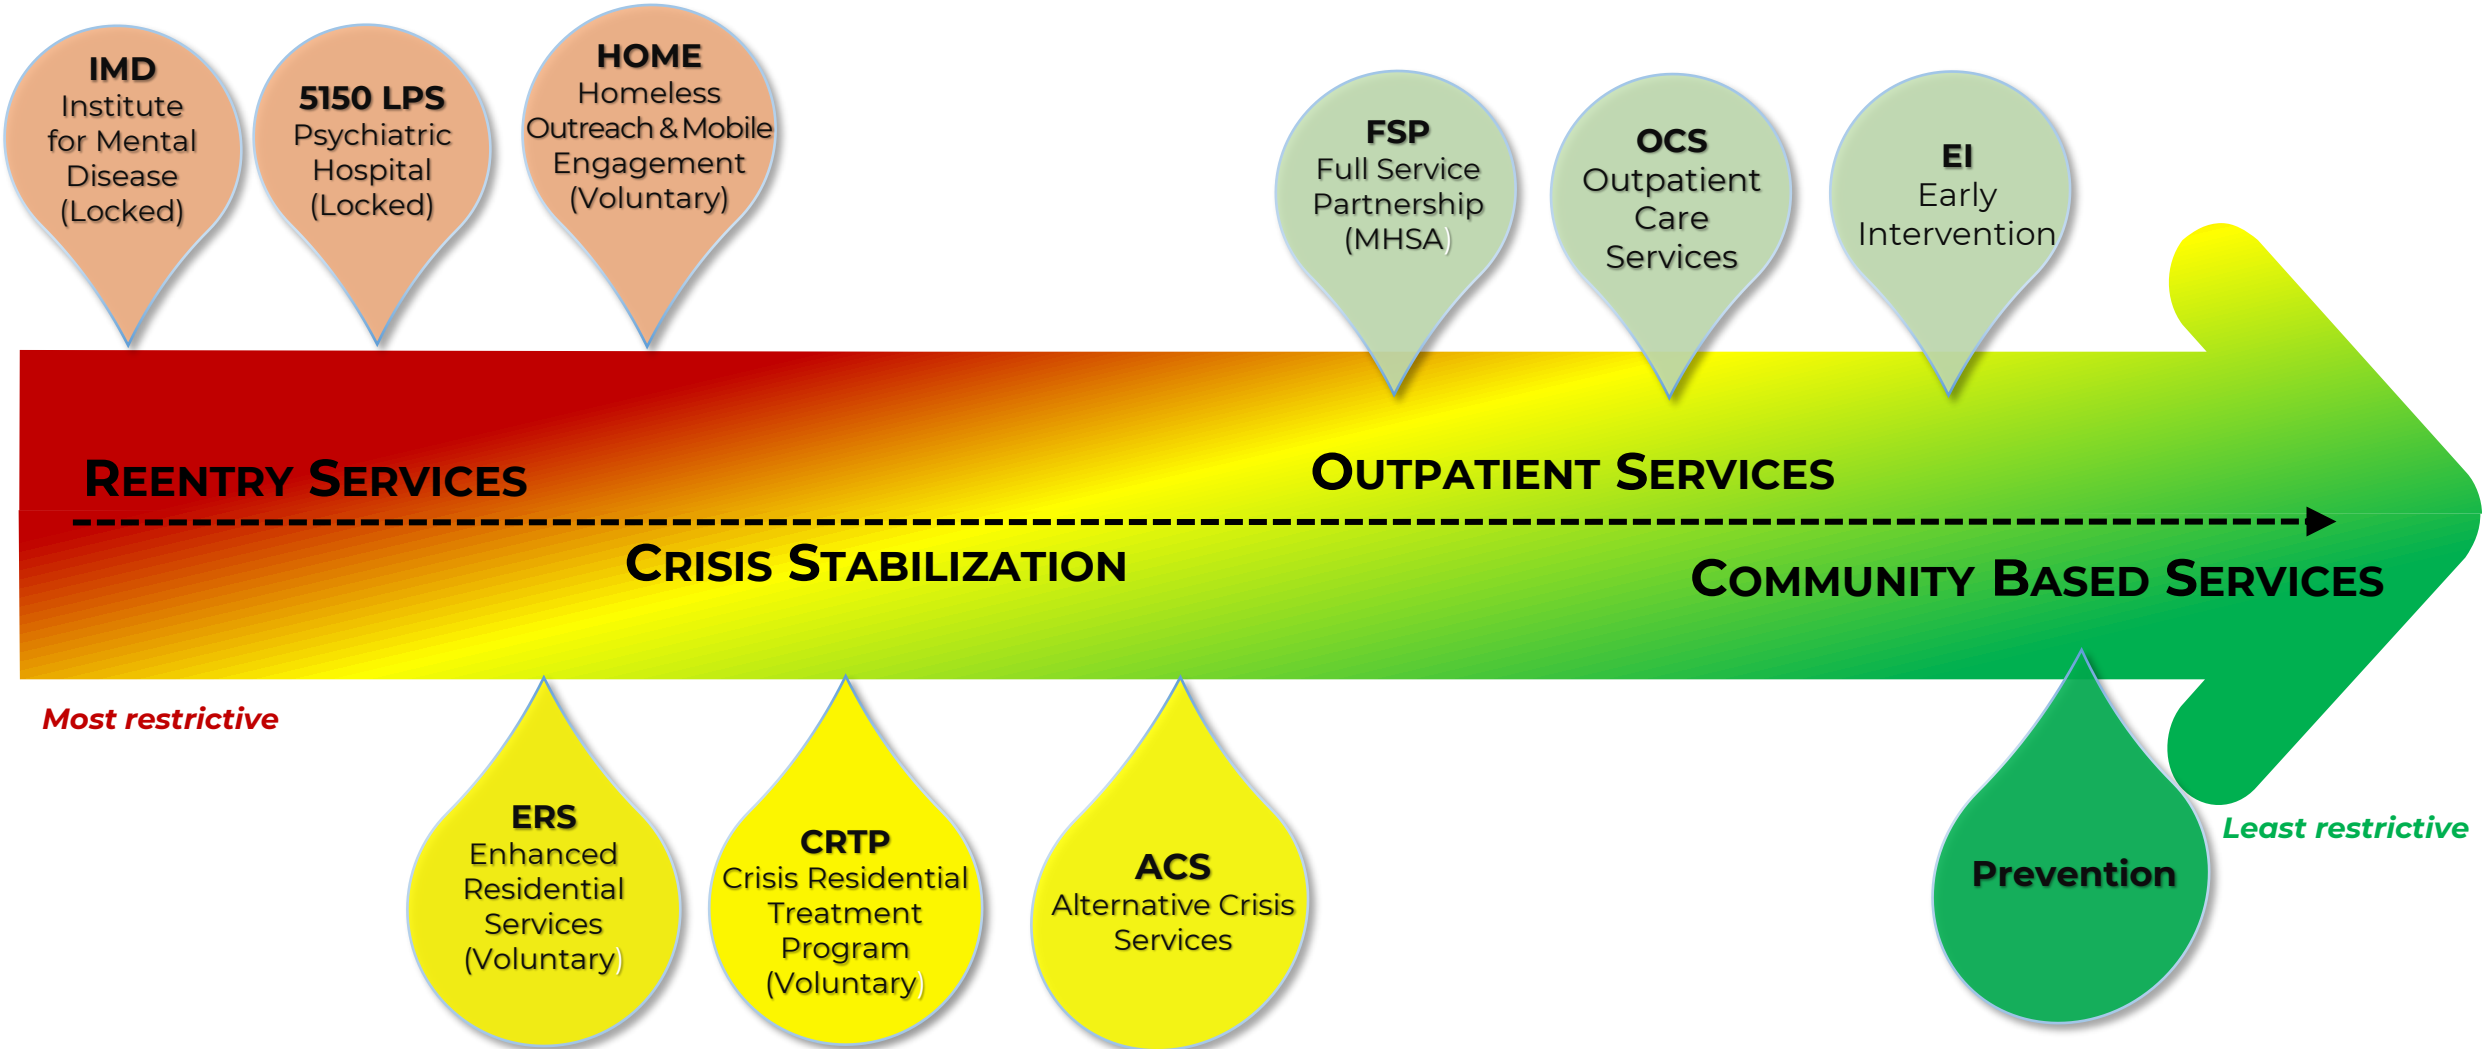 IMD
Institute
for Mental
Disease
(Locked)
5150 LPS
Psychiatric
Hospital
(Locked)
HOME
Homeless
Outreach & Mobile
Engagement
(Voluntary)
FSP
Full Service
Partnership
(MHSA)
OCS
Outpatient
Care
Services
EI
Early
Intervention
REENTRY SERVICES
OUTPATIENT SERVICES
CRISIS STABILIZATION
COMMUNITY BASED SERVICES
Most restrictive
ERS
Enhanced
Residential
Services
(Voluntary)
CRTP
Crisis Residential
Treatment
Program
(Voluntary)
ACS
Alternative Crisis
Services
Prevention
Least restrictive